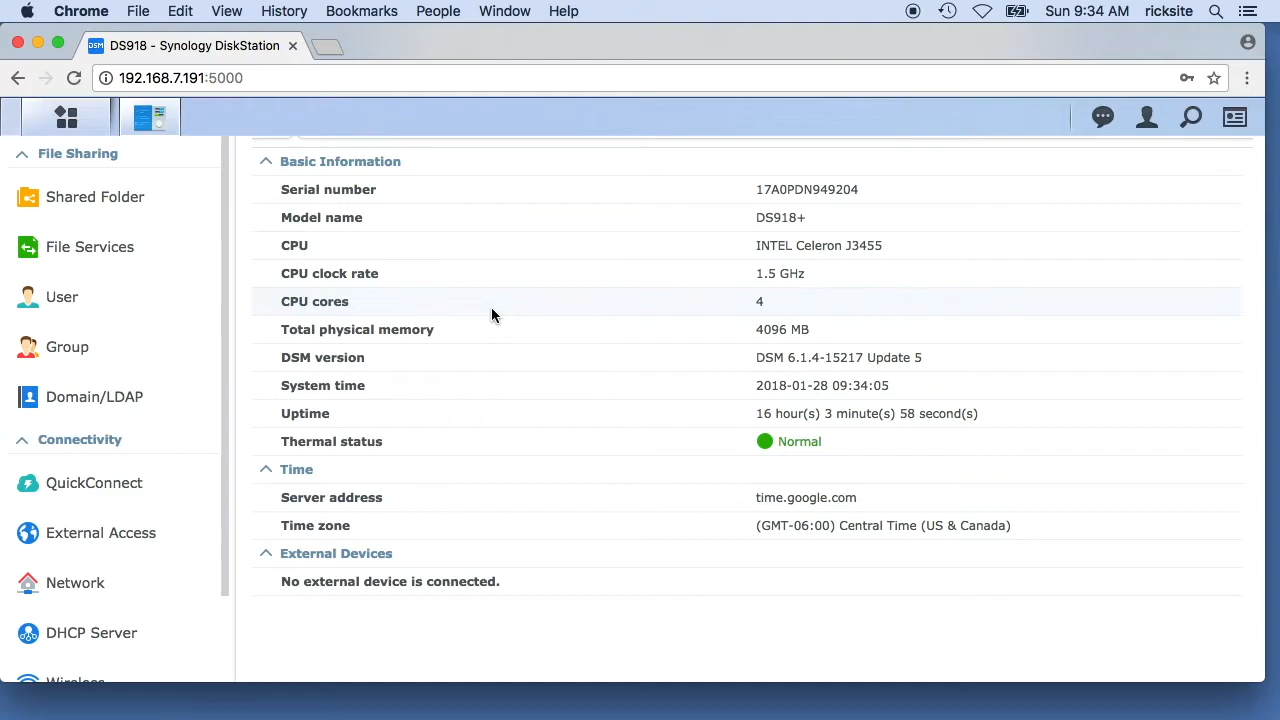 Chrome File Edit View History Bookmarks People Window Help Sun 9:34 AM ricksite
DSM DS918 - Synology DiskStation
192.168.7.191:5000
File Sharing
Shared Folder
File Services
User
Group
Domain/LDAP
Connectivity
QuickConnect
External Access
Network
DHCP Server
Wireless
Basic Information
Serial number 17A0PDN949204
Model name DS918+
CPU INTEL Celeron J3455
CPU clock rate 1.5 GHz
CPU cores 4
Total physical memory 4096 MB
DSM version DSM 6.1.4-15217 Update 5
System time 2018-01-28 09:34:05
Uptime 16 hour(s) 3 minute(s) 58 second(s)
Thermal status Normal
Time
Server address time.google.com
Time zone (GMT-06:00) Central Time (US & Canada)
External Devices
No external device is connected.